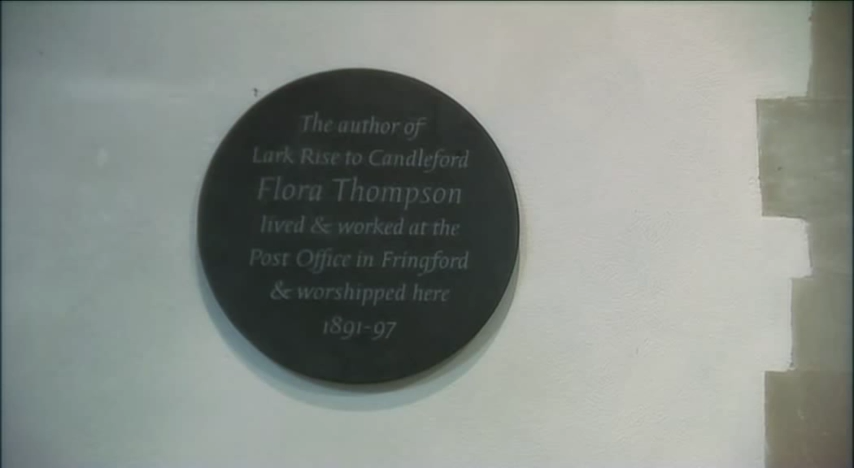 The author of
Lark Rise to Candleford
Flora Thompson
lived & worked at the
Post Office in Fringford
& worshipped here
1891-97